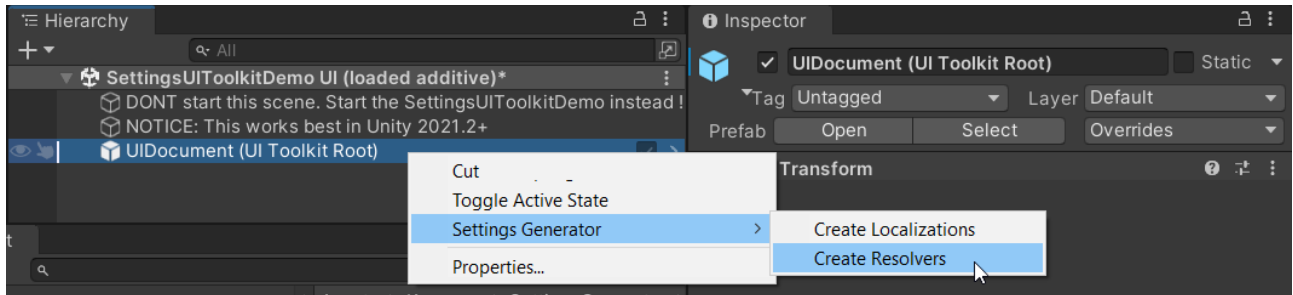 Hierarchy
All
SettingsUIToolkitDemo UI (loaded additive)*
DONT start this scene. Start the SettingsUIToolkitDemo instead !
NOTICE: This works best in Unity 2021.2+
UIDocument (UI Toolkit Root)
Cut
Toggle Active State
Settings Generator
Properties...
Create Localizations
Create Resolvers
Inspector
UIDocument (UI Toolkit Root)
Static
Tag Untagged
Layer Default
Prefab Open Select Overrides
Transform